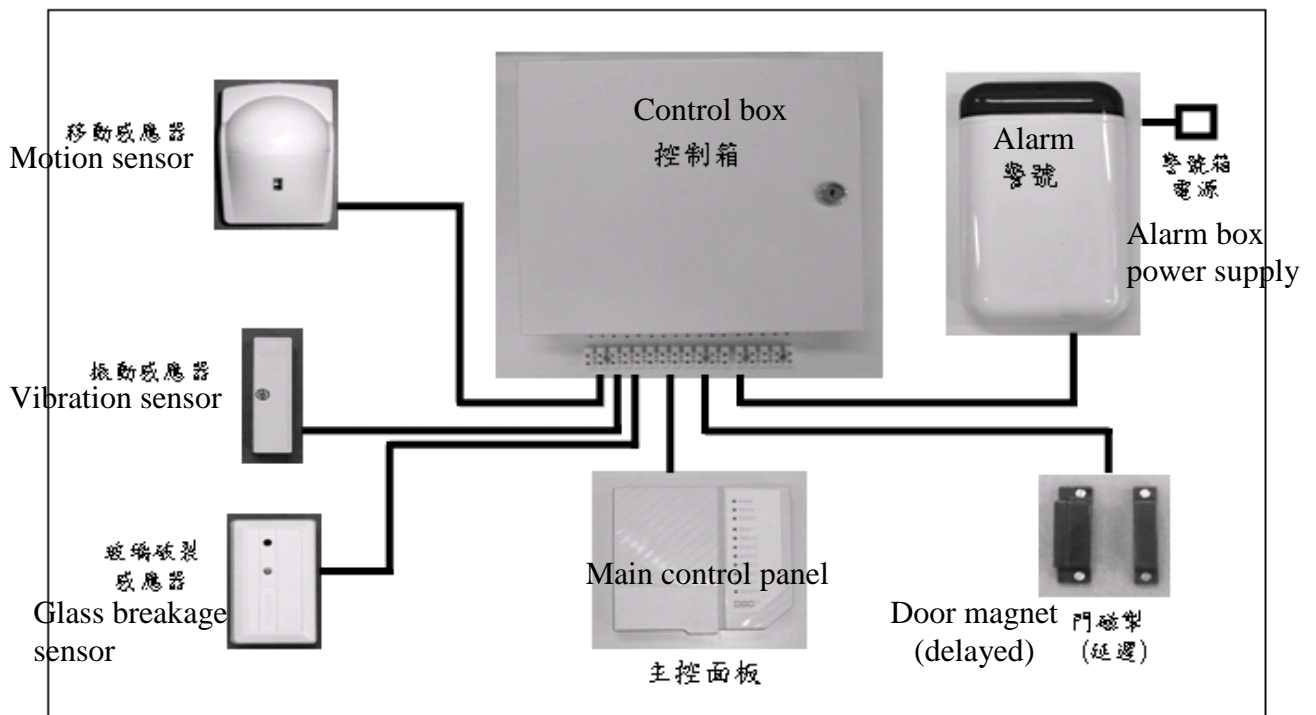 移動感應器
Motion sensor
Control box
控制箱
Alarm
警號
警號箱
電源
Alarm box
power supply
振動感應器
Vibration sensor
玻璃破裂
感應器
Glass breakage
sensor
Main control panel
主控面板
Door magnet
(delayed)
門磁掣
(延遲)